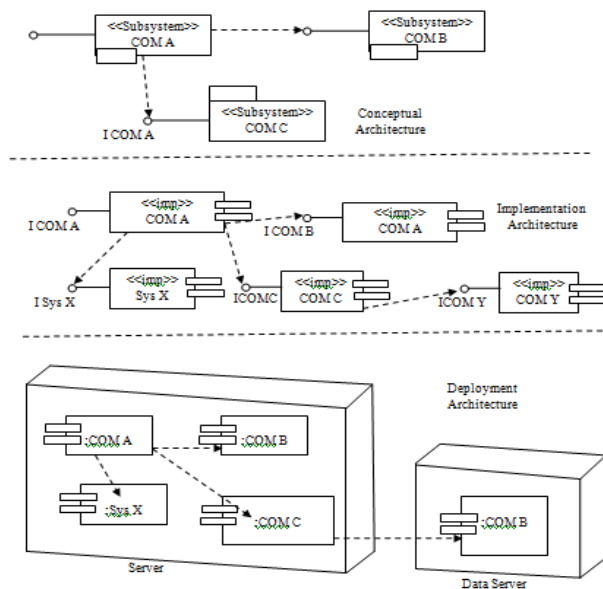 <<Subsystem>>
COM A
<<Subsystem>>
COM B
<<Subsystem>>
COM C
I COM A
Conceptual
Architecture
<<imp>>
COM A
I COM A
<<imp>>
COM A
I COM B
Implementation
Architecture
<<imp>>
Sys X
I Sys X
<<imp>>
COM C
ICOMC
<<imp>>
COM Y
ICOM Y
Deployment
Architecture
:COM A
:COM B
:Sys X
:COM C
:COM B
Server
Data Server